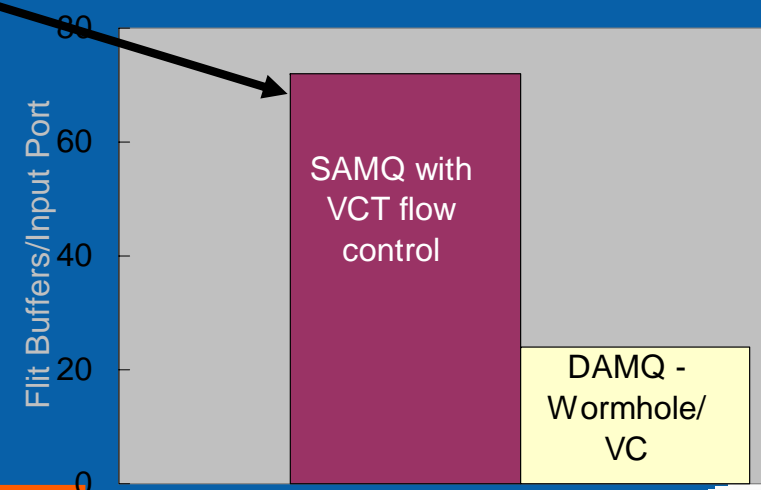 Flit Buffers/Input Port
80
60
40
20
0
SAMQ with
VCT flow
control
DAMQ -
Wormhole/
VC